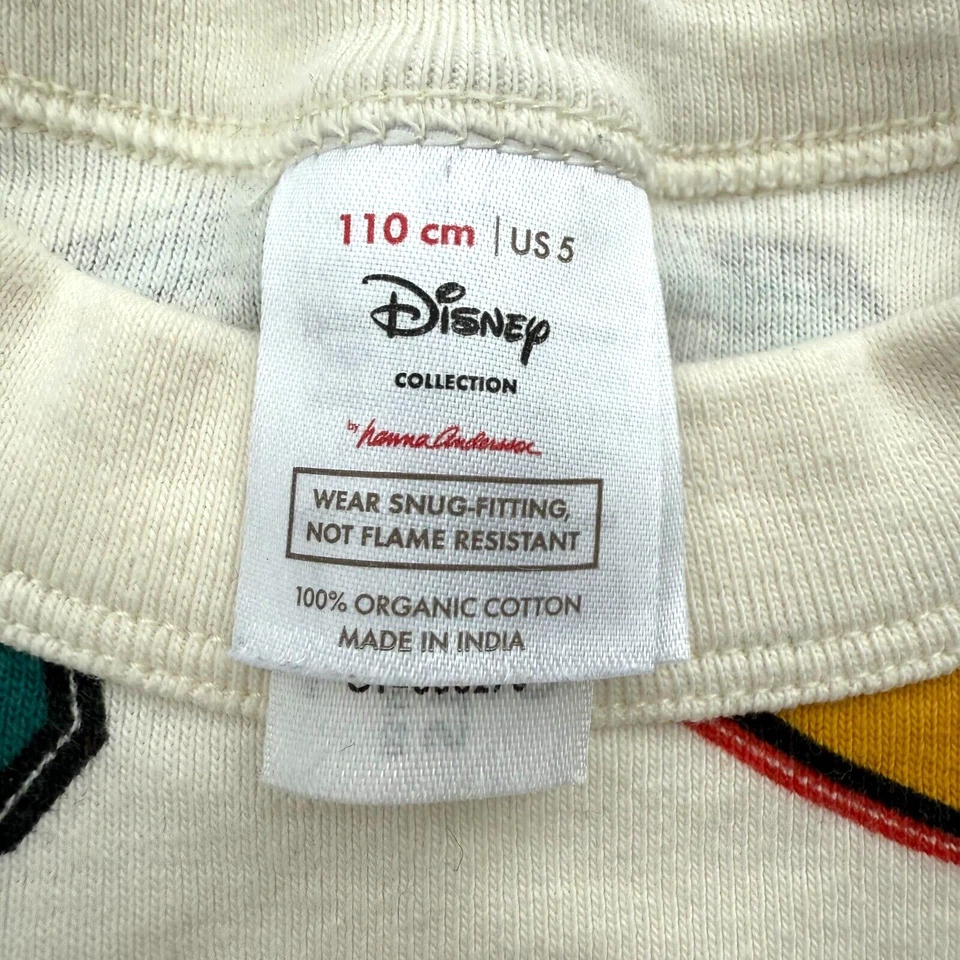 110 cm | US 5
Disney
COLLECTION
by hanna andersson
WEAR SNUG-FITTING,
NOT FLAME RESISTANT
100% ORGANIC COTTON
MADE IN INDIA